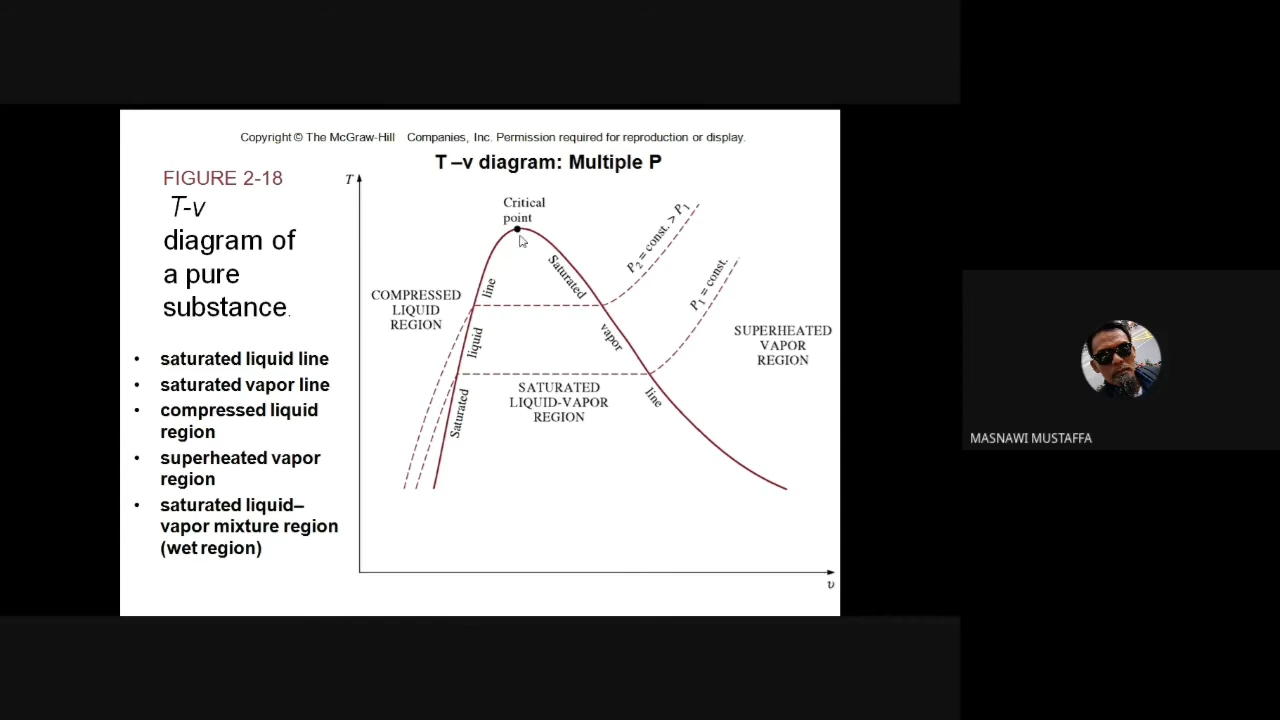 Copyright © The McGraw-Hill Companies, Inc. Permission required for reproduction or display.
T –v diagram: Multiple P
FIGURE 2-18
T-v
diagram of
a pure
substance.
• saturated liquid line
• saturated vapor line
• compressed liquid
region
• superheated vapor
region
• saturated liquid–
vapor mixture region
(wet region)
T
Critical
point
P2 = const. > P1
P1 = const.
COMPRESSED
LIQUID
REGION
Saturated liquid line
Saturated vapor line
SUPERHEATED
VAPOR
REGION
SATURATED
LIQUID-VAPOR
REGION
υ
MASNAWI MUSTAFFA